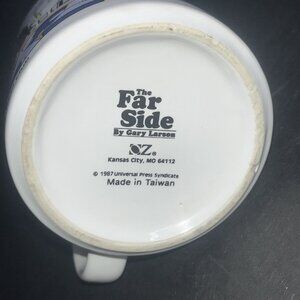 The
Far
Side
By Gary Larson
OZ®
Kansas City, MO 64112
© 1987 Universal Press Syndicate
Made in Taiwan